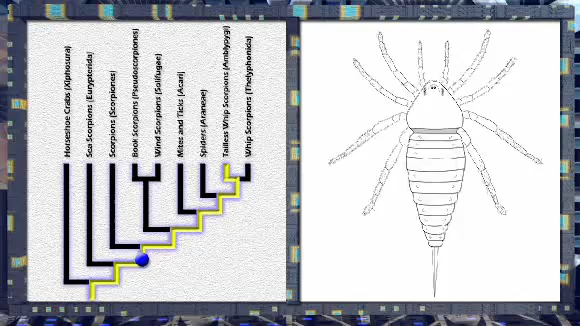 Horseshoe Crabs (Xiphosura)
Sea Scorpions (Eurypterida)
Scorpions (Scorpiones)
Book Scorpions (Pseudoscorpiones)
Wind Scorpions (Solifugae)
Mites and Ticks (Acari)
Spiders (Araneae)
Tailless Whip Scorpions (Amblypygi)
Whip Scorpions (Thelyphonida)